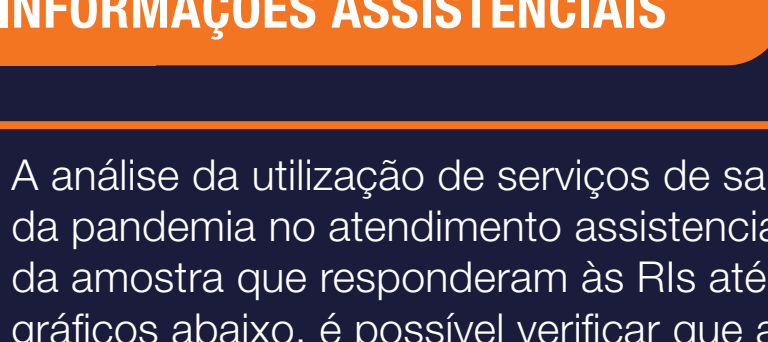 INFORMAÇÕES ASSISTENCIAIS
A análise da utilização de serviços de sa
da pandemia no atendimento assistencia
da amostra que responderam às RIs até
gráficos abaixo, é possível verificar que a